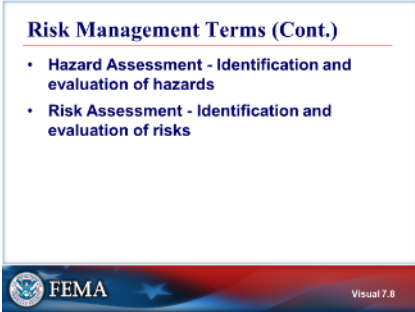 Risk Management Terms (Cont.)
• Hazard Assessment - Identification and
evaluation of hazards
• Risk Assessment - Identification and
evaluation of risks
FEMA
Visual 7.8